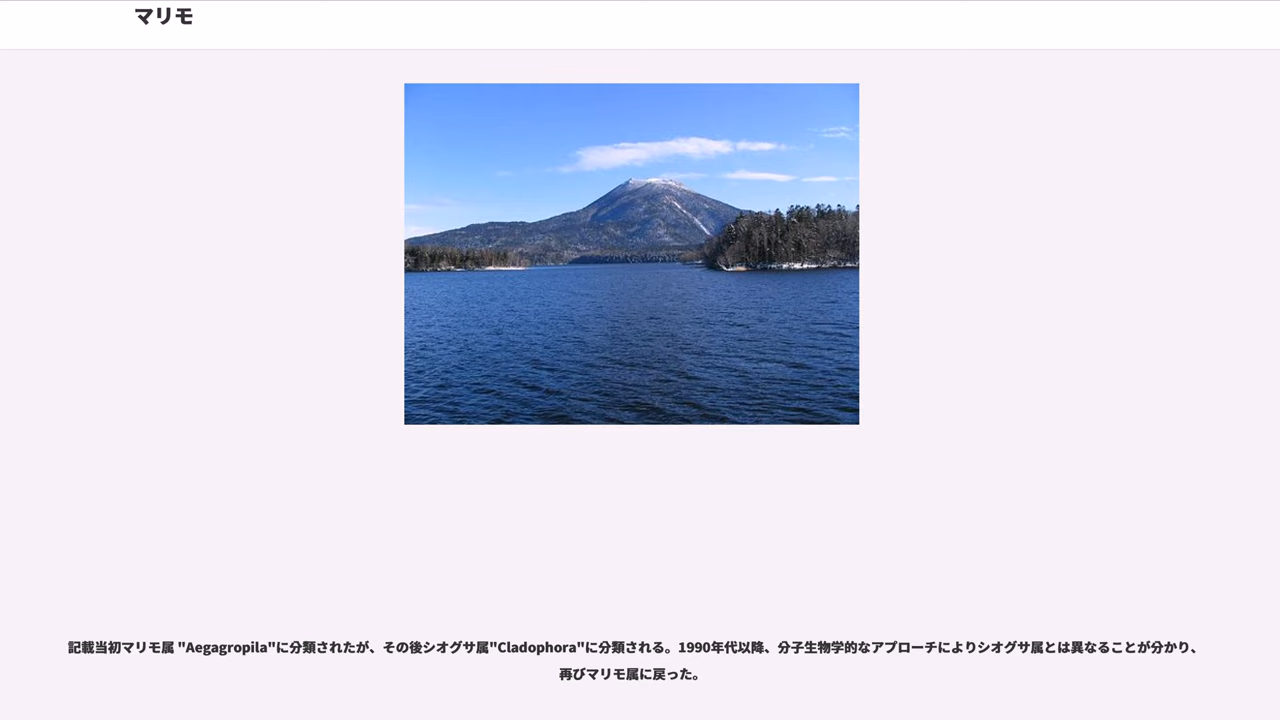 マリモ
記載当初マリモ属 "Aegagropila"に分類されたが、その後シオグサ属"Cladophora"に分類される。1990年代以降、分子生物学的なアプローチによりシオグサ属とは異なることが分かり、
再びマリモ属に戻った。